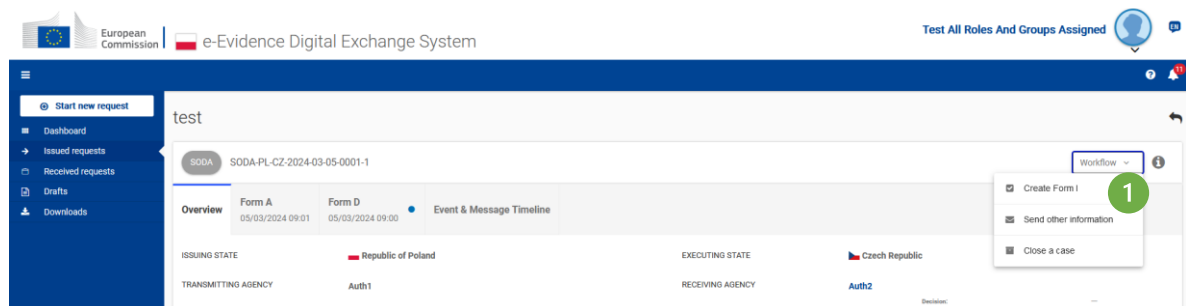 European
Commission
e-Evidence Digital Exchange System
Test All Roles And Groups Assigned
EN
11
Start new request
Dashboard
Issued requests
Received requests
Drafts
Downloads
test
SODA SODA-PL-CZ-2024-03-05-0001-1
Workflow
Create Form I
1
Send other information
Close a case
Overview
Form A
05/03/2024 09:01
Form D
05/03/2024 09:00
Event & Message Timeline
ISSUING STATE Republic of Poland EXECUTING STATE Czech Republic
TRANSMITTING AGENCY Auth1 RECEIVING AGENCY Auth2
Decision: —